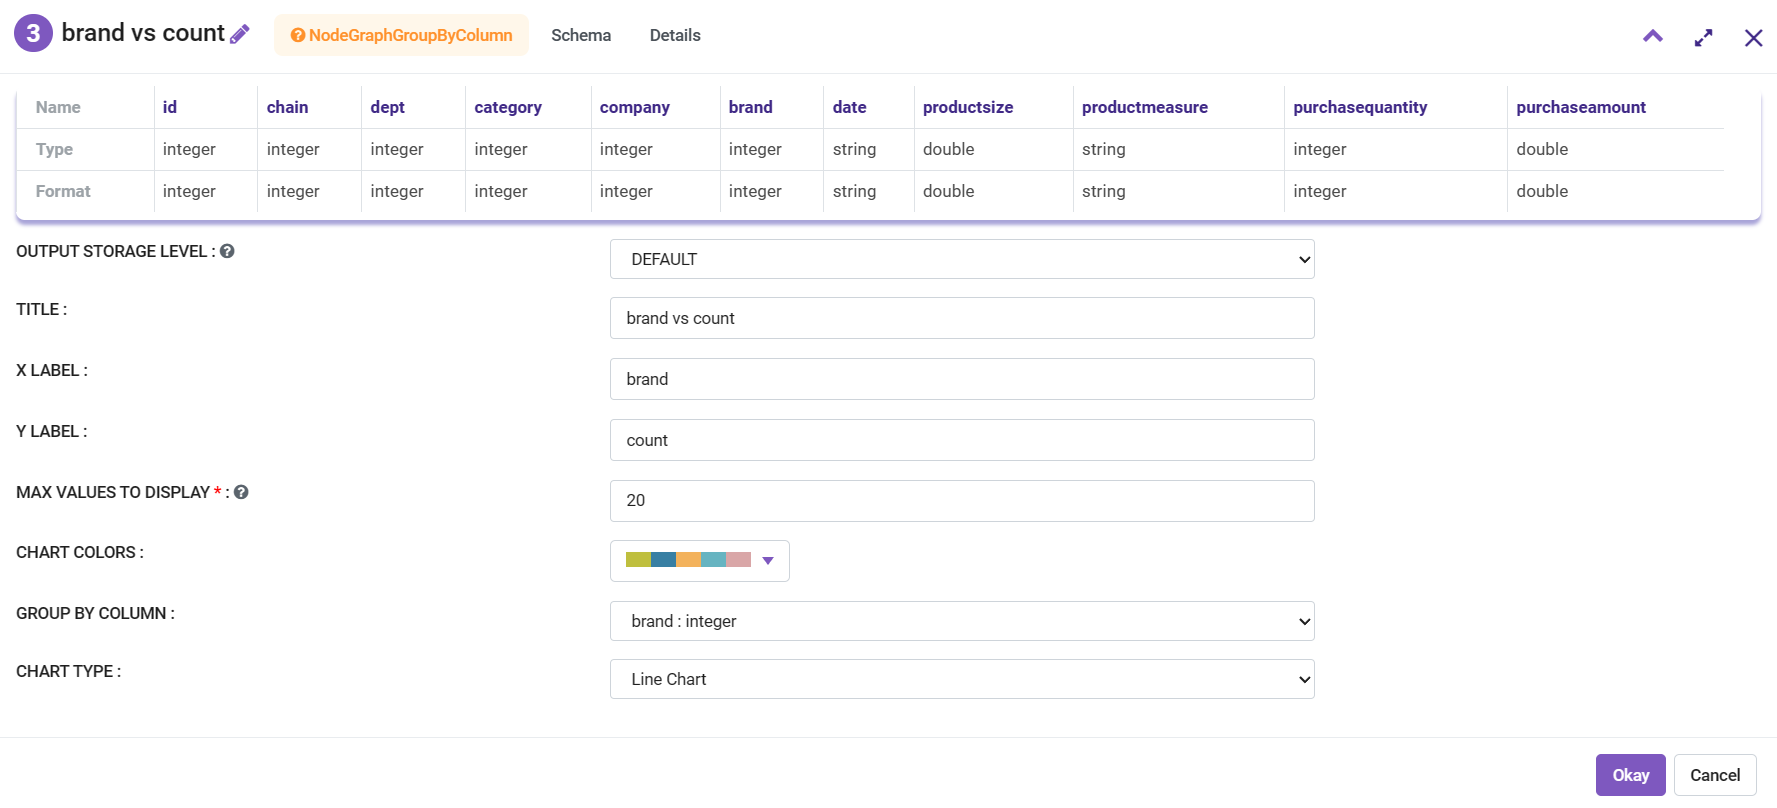 3 brand vs count NodeGraphGroupByColumn Schema Details
Name id chain dept category company brand date productsize productmeasure purchasequantity purchaseamount
Type integer integer integer integer integer integer string double string integer double
Format integer integer integer integer integer integer string double string integer double
OUTPUT STORAGE LEVEL : DEFAULT
TITLE : brand vs count
X LABEL : brand
Y LABEL : count
MAX VALUES TO DISPLAY * : 20
CHART COLORS :
GROUP BY COLUMN : brand : integer
CHART TYPE : Line Chart
Okay Cancel